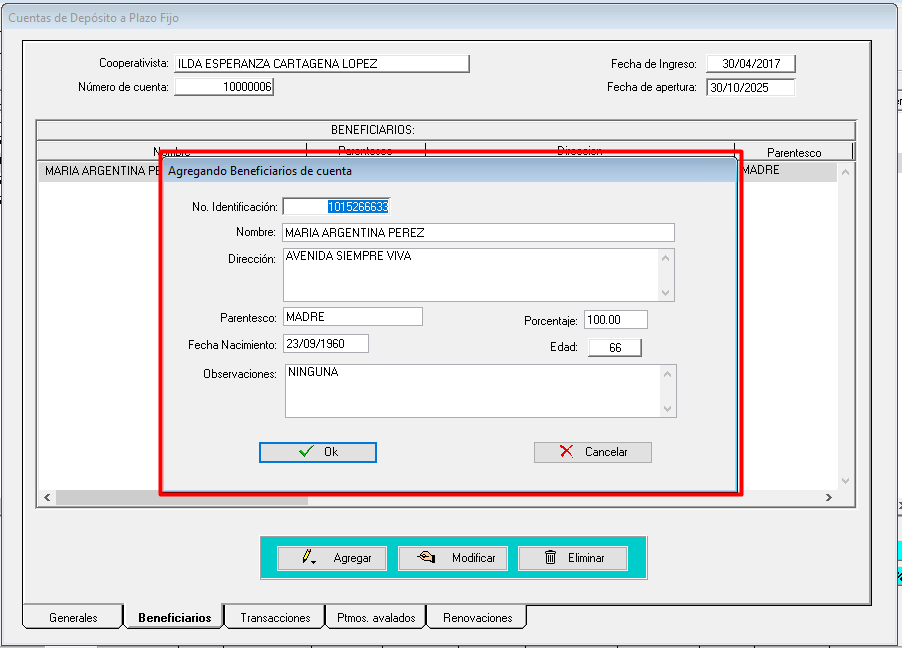 Cuentas de Depósito a Plazo Fijo
Cooperativista: ILDA ESPERANZA CARTAGENA LOPEZ Fecha de Ingreso: 30/04/2017
Número de cuenta: 10000006 Fecha de apertura: 30/10/2025
BENEFICIARIOS:
Nombre Parentesco Dirección Parentesco
MARIA ARGENTINA PE MADRE
Agregando Beneficiarios de cuenta
No. Identificación: 1015266633
Nombre: MARIA ARGENTINA PEREZ
Dirección: AVENIDA SIEMPRE VIVA
Parentesco: MADRE Porcentaje: 100.00
Fecha Nacimiento: 23/09/1960 Edad: 66
Observaciones: NINGUNA
Ok Cancelar
Agregar Modificar Eliminar
Generales Beneficiarios Transacciones Ptmos. avalados Renovaciones